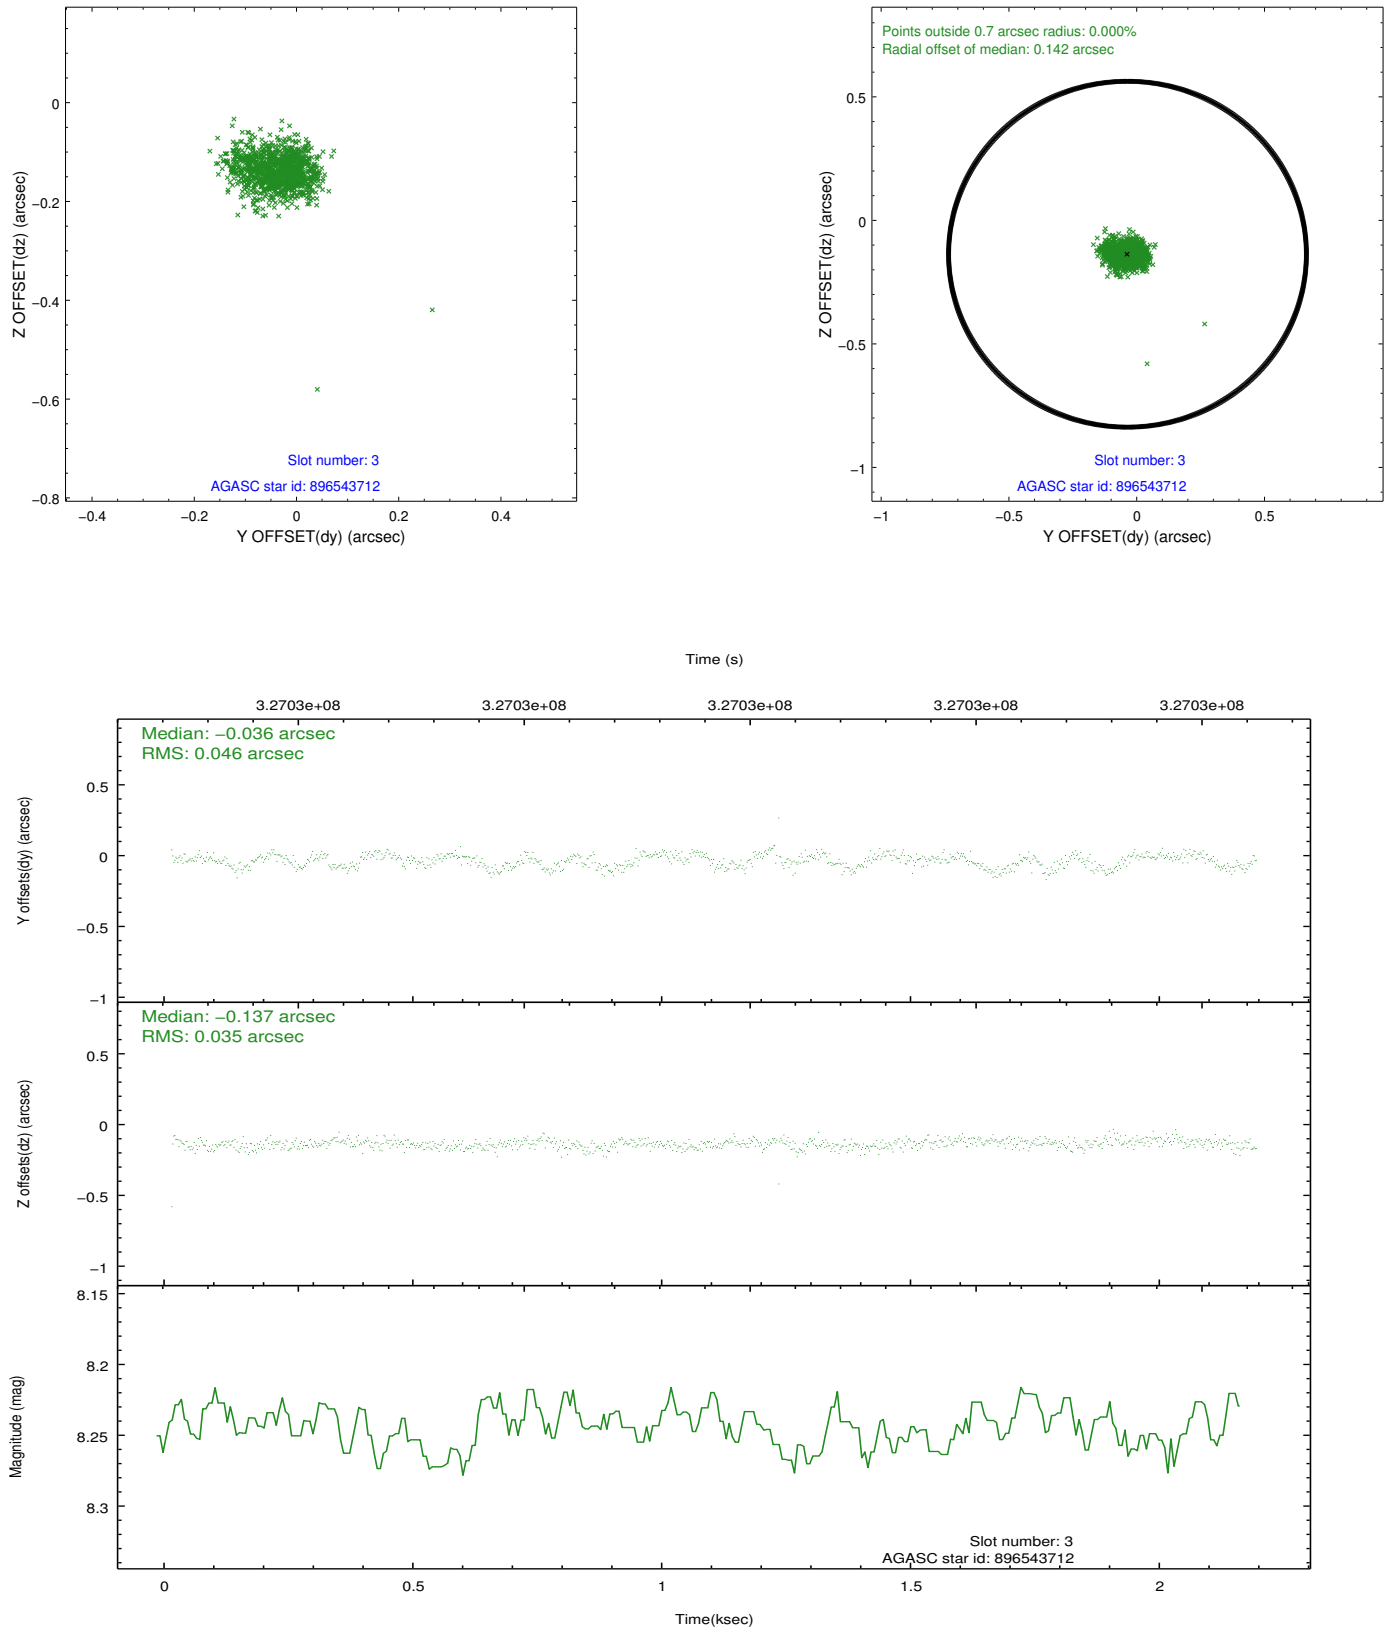 0
−0.2
−0.4
−0.6
−0.8
Z OFFSET(dz) (arcsec)
Slot number: 3
AGASC star id: 896543712
−0.4
−0.2
0
0.2
0.4
Y OFFSET(dy) (arcsec)
Points outside 0.7 arcsec radius: 0.000%
Radial offset of median: 0.142 arcsec
0.5
0
−0.5
−1
Z OFFSET(dz) (arcsec)
Slot number: 3
AGASC star id: 896543712
−1
−0.5
0
0.5
Y OFFSET(dy) (arcsec)
Time (s)
3.2703e+08
3.2703e+08
3.2703e+08
3.2703e+08
3.2703e+08
Median: −0.036 arcsec
RMS: 0.046 arcsec
0.5
0
−0.5
−1
Y offsets(dy) (arcsec)
Median: −0.137 arcsec
RMS: 0.035 arcsec
0.5
0
−0.5
−1
Z offsets(dz) (arcsec)
8.15
8.2
8.25
8.3
Magnitude (mag)
Slot number: 3
AGASC star id: 896543712
0
0.5
1
1.5
2
Time(ksec)